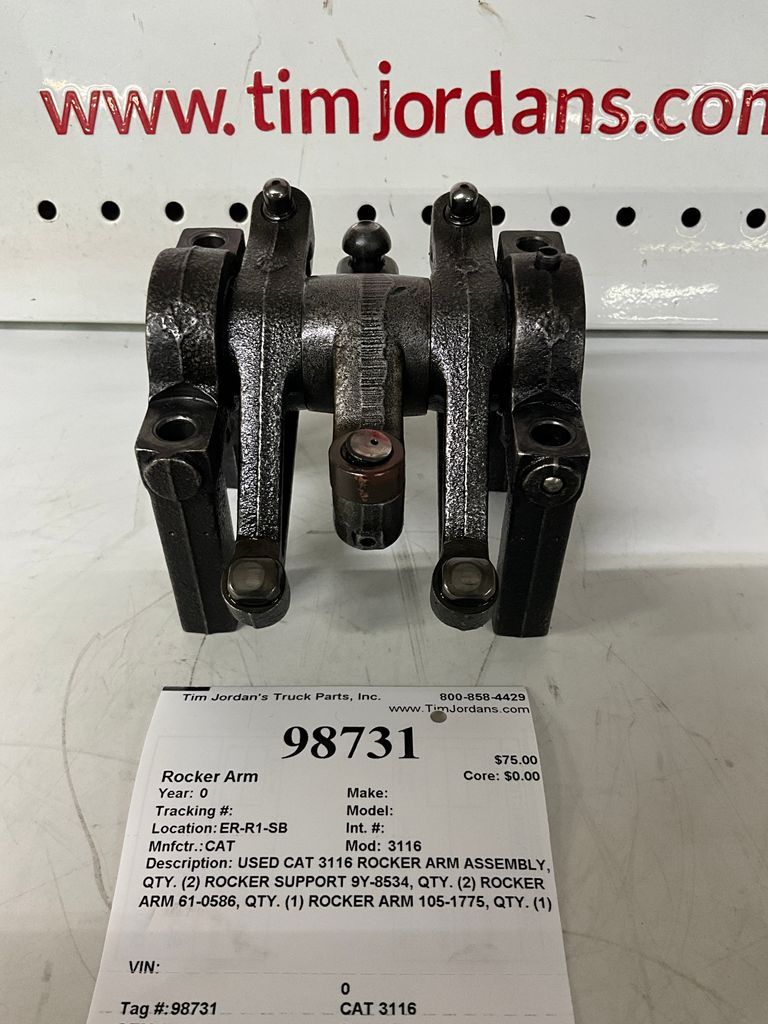 www.timjordans.com
Tim Jordan's Truck Parts, Inc. 800-858-4429
www.TimJordans.com
98731
$75.00
Rocker Arm Core: $0.00
Year: 0 Make:
Tracking #: Model:
Location: ER-R1-SB Int. #:
Mnfctr.: CAT Mod: 3116
Description: USED CAT 3116 ROCKER ARM ASSEMBLY,
QTY. (2) ROCKER SUPPORT 9Y-8534, QTY. (2) ROCKER
ARM 61-0586, QTY. (1) ROCKER ARM 105-1775, QTY. (1)
VIN:
0
Tag #: 98731 CAT 3116